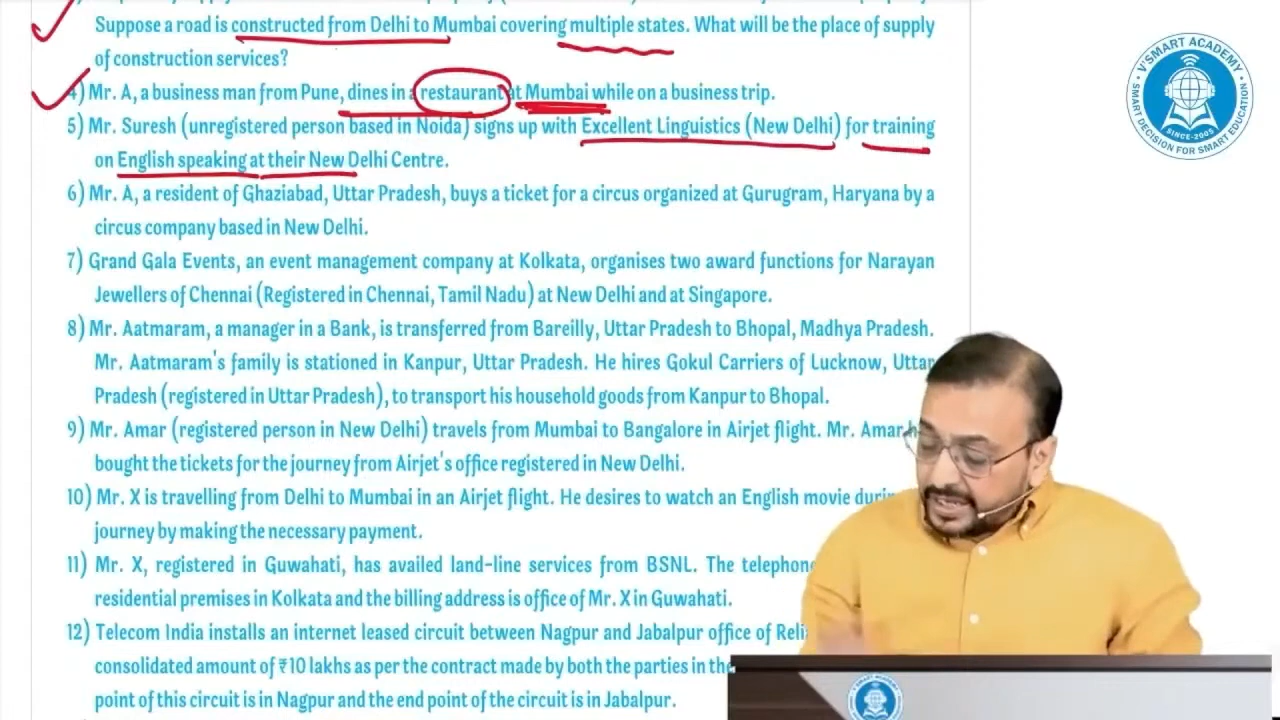 Suppose a road is constructed from Delhi to Mumbai covering multiple states. What will be the place of supply
of construction services?
4) Mr. A, a business man from Pune, dines in a restaurant at Mumbai while on a business trip.
5) Mr. Suresh (unregistered person based in Noida) signs up with Excellent Linguistics (New Delhi) for training
on English speaking at their New Delhi Centre.
6) Mr. A, a resident of Ghaziabad, Uttar Pradesh, buys a ticket for a circus organized at Gurugram, Haryana by a
circus company based in New Delhi.
7) Grand Gala Events, an event management company at Kolkata, organises two award functions for Narayan
Jewellers of Chennai (Registered in Chennai, Tamil Nadu) at New Delhi and at Singapore.
8) Mr. Aatmaram, a manager in a Bank, is transferred from Bareilly, Uttar Pradesh to Bhopal, Madhya Pradesh.
Mr. Aatmaram's family is stationed in Kanpur, Uttar Pradesh. He hires Gokul Carriers of Lucknow, Uttar
Pradesh (registered in Uttar Pradesh), to transport his household goods from Kanpur to Bhopal.
9) Mr. Amar (registered person in New Delhi) travels from Mumbai to Bangalore in Airjet flight. Mr. Amar
bought the tickets for the journey from Airjet's office registered in New Delhi.
10) Mr. X is travelling from Delhi to Mumbai in an Airjet flight. He desires to watch an English movie
journey by making the necessary payment.
11) Mr. X, registered in Guwahati, has availed land-line services from BSNL. The
residential premises in Kolkata and the billing address is office of Mr. X in Guwahati.
12) Telecom India installs an internet leased circuit between Nagpur and Jabalpur office of
consolidated amount of ₹10 lakhs as per the contract made by both the parties in the
point of this circuit is in Nagpur and the end point of the circuit is in Jabalpur.
V'SMART ACADEMY
SINCE-2005
SMART DECISION FOR SMART EDUCATION